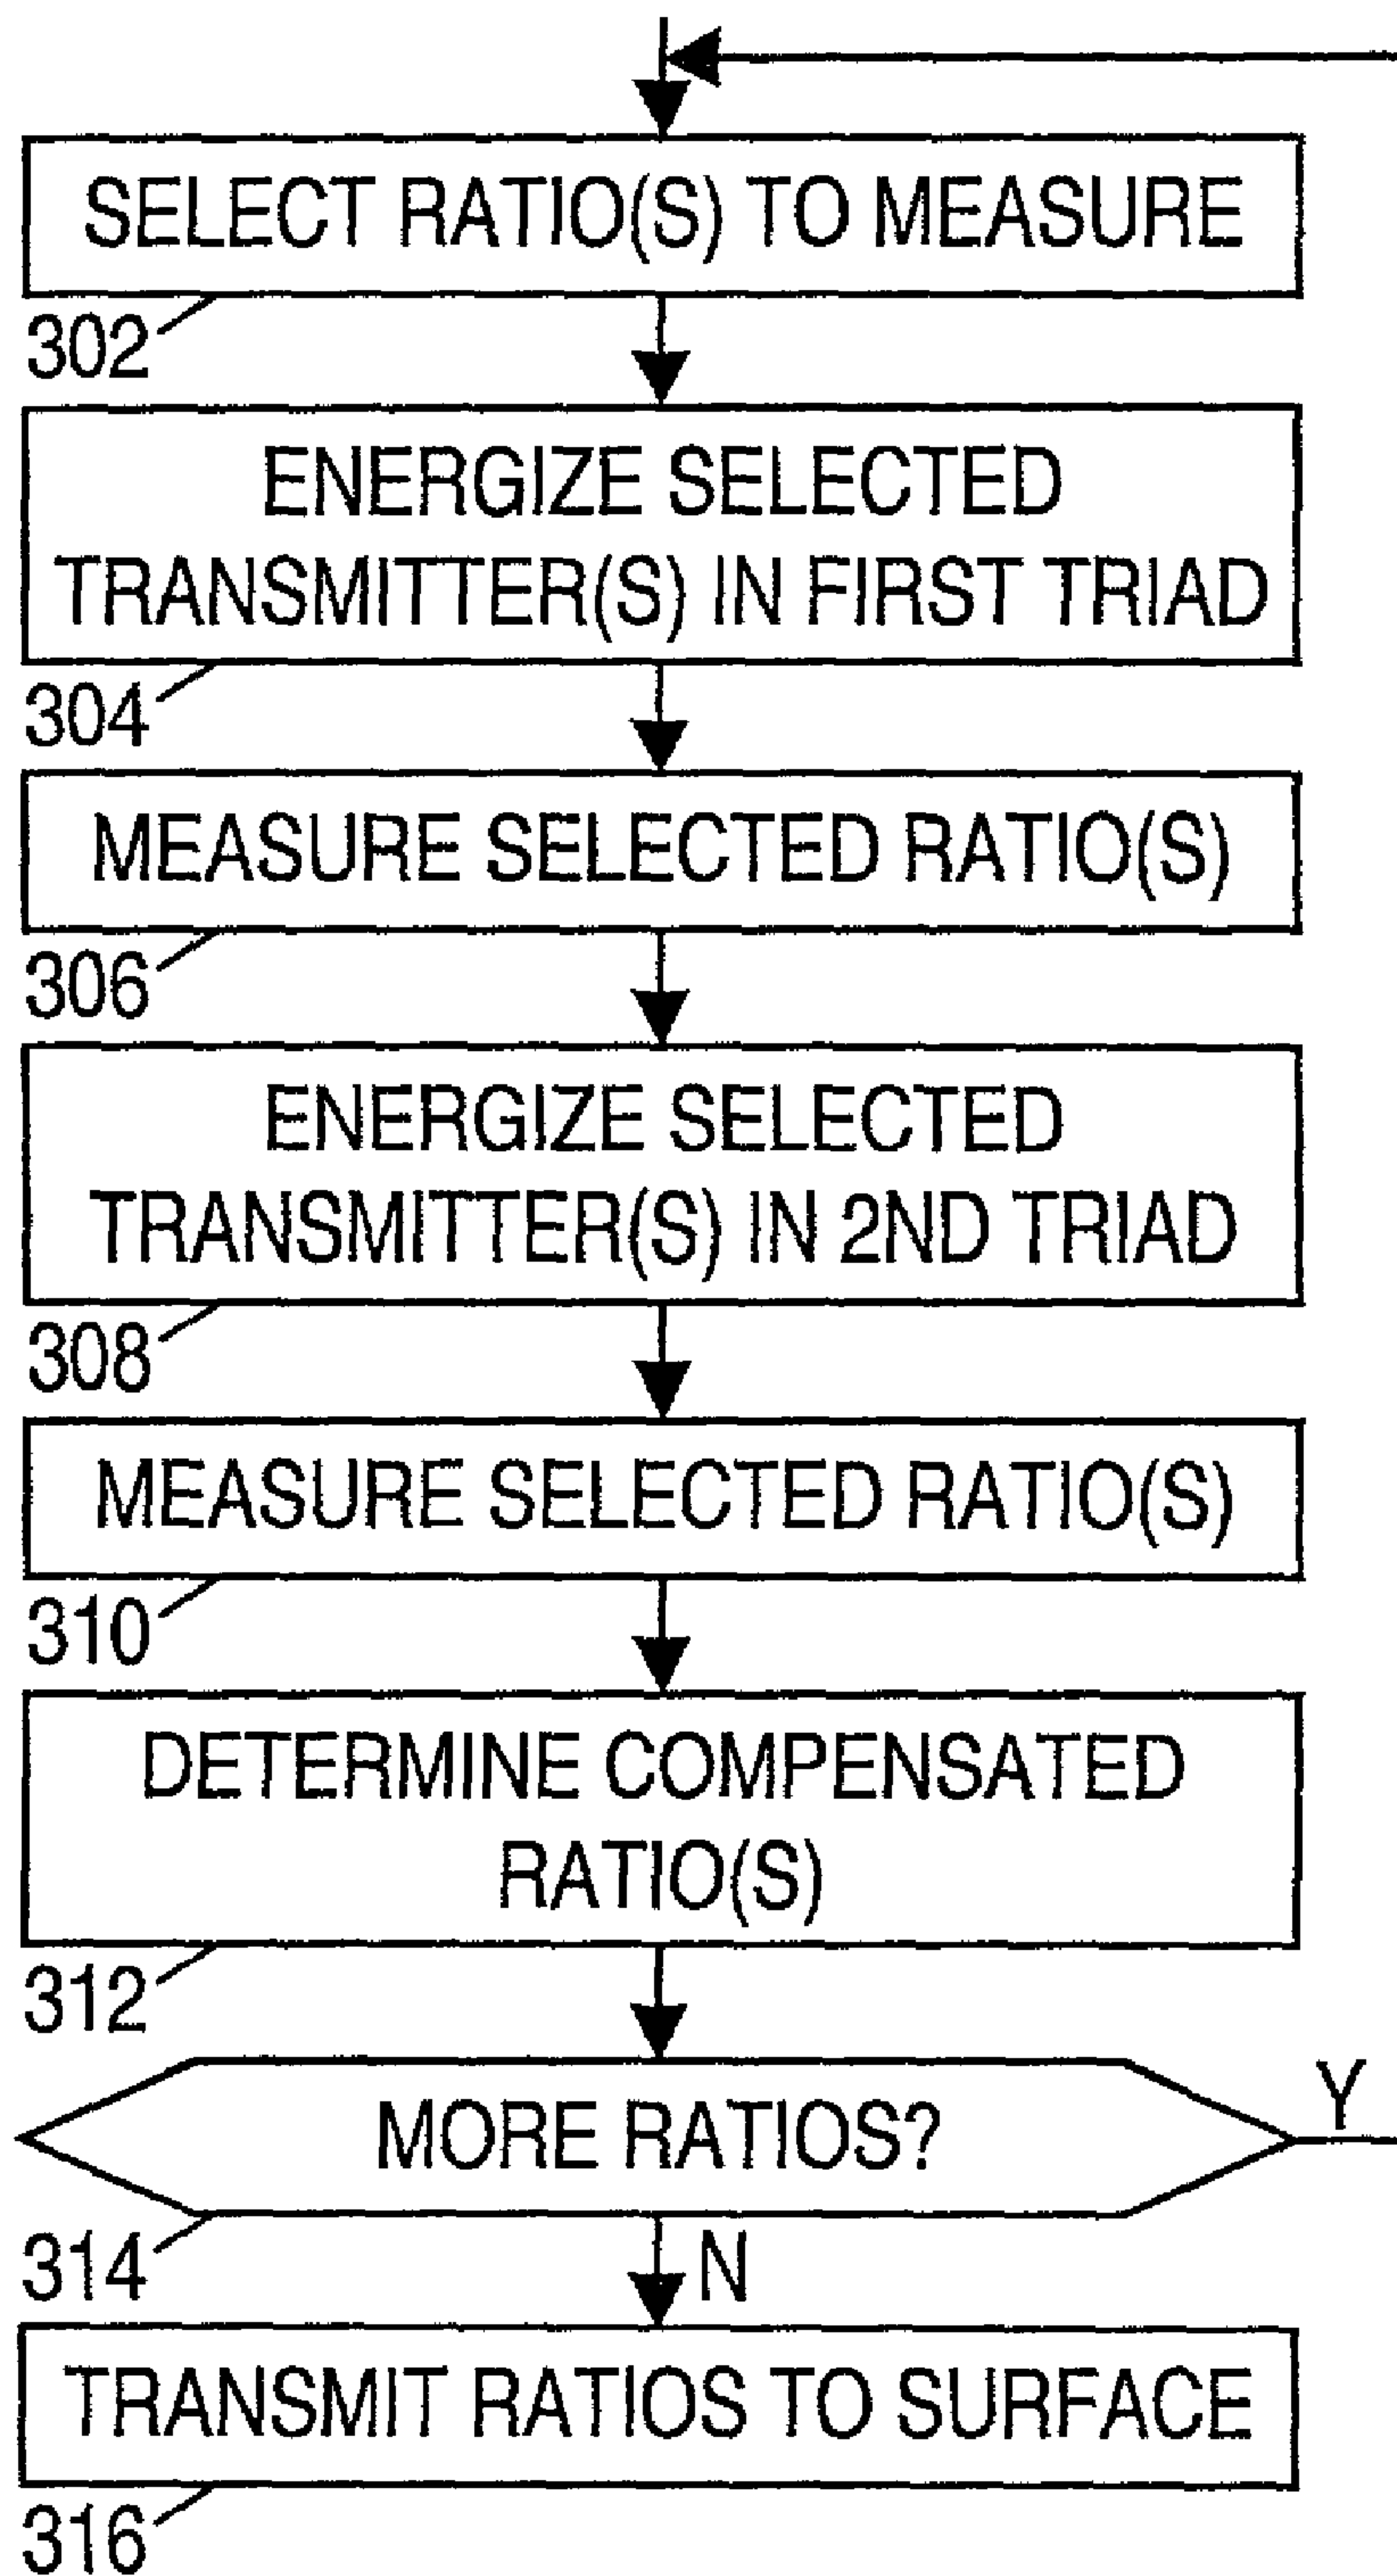 SELECT RATIO(S) TO MEASURE
302
ENERGIZE SELECTED
TRANSMITTER(S) IN FIRST TRIAD
304
MEASURE SELECTED RATIO(S)
306
ENERGIZE SELECTED
TRANSMITTER(S) IN 2ND TRIAD
308
MEASURE SELECTED RATIO(S)
310
DETERMINE COMPENSATED
RATIO(S)
312
MORE RATIOS?
Y
314
N
TRANSMIT RATIOS TO SURFACE
316